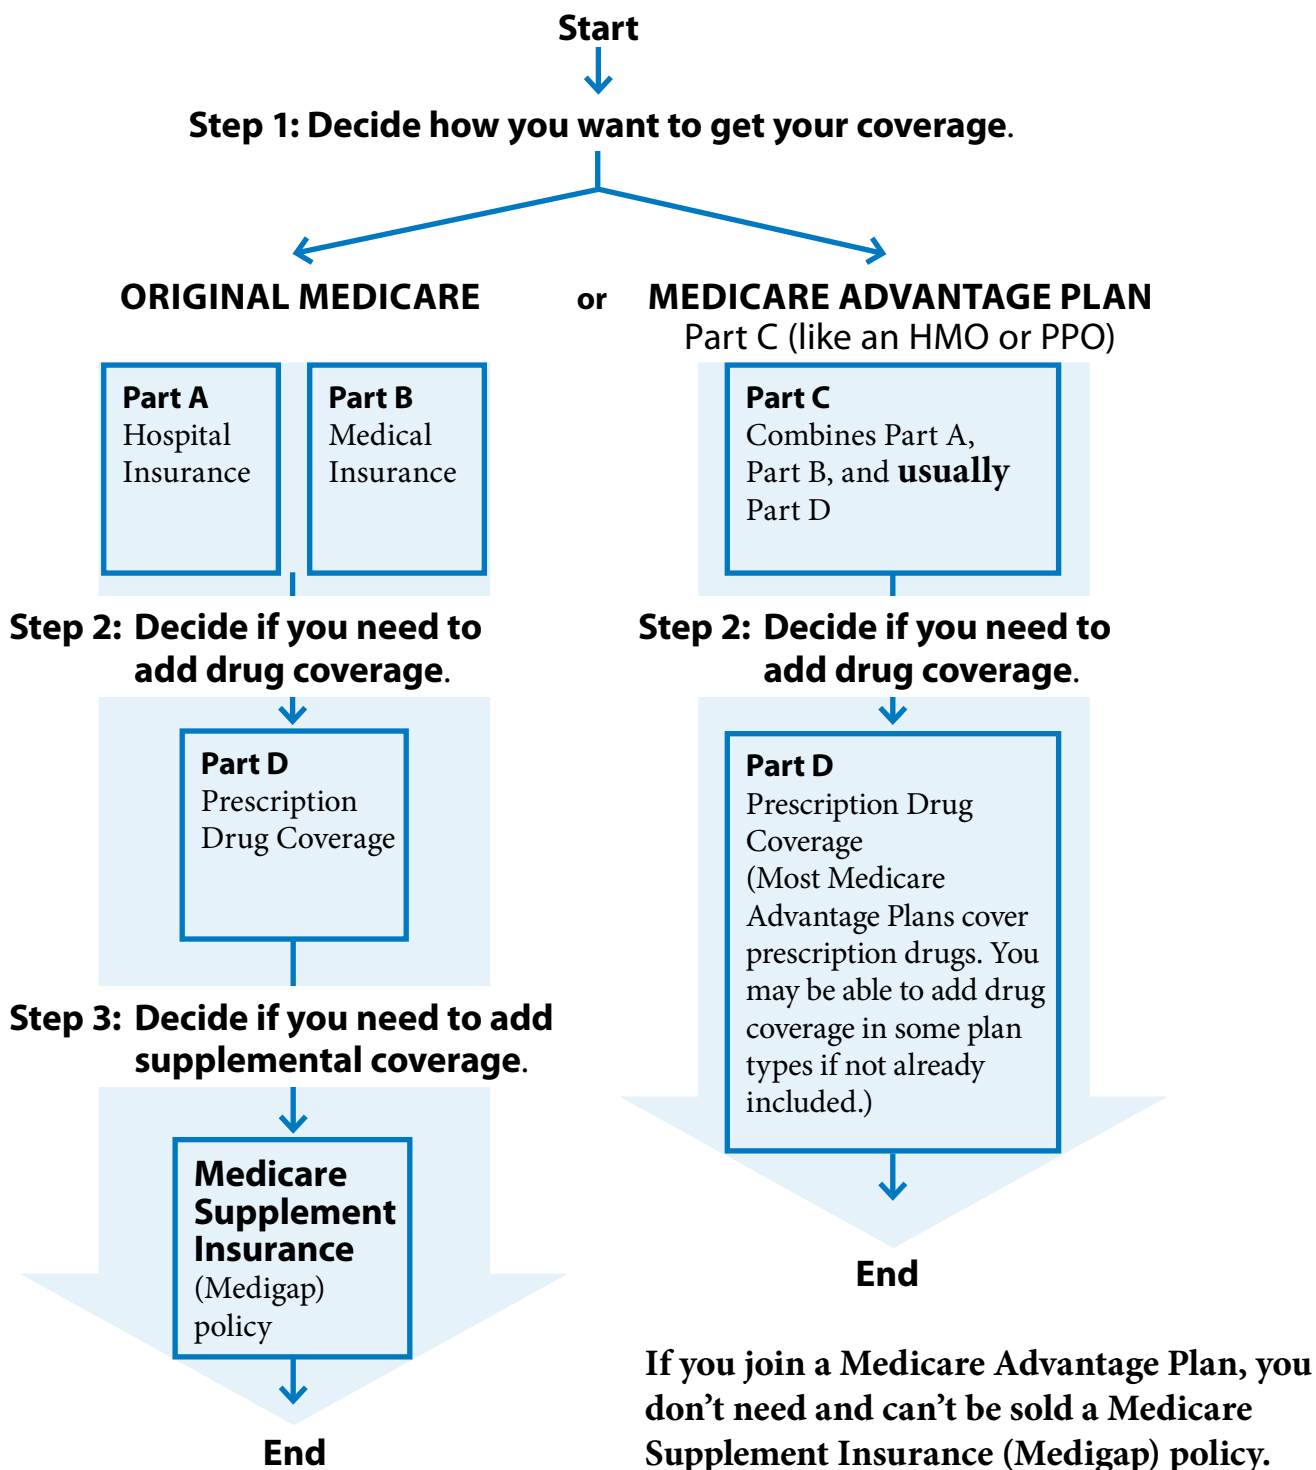 Start
Step 1: Decide how you want to get your coverage.
ORIGINAL MEDICARE
or
MEDICARE ADVANTAGE PLAN
Part C (like an HMO or PPO)
Part A
Hospital
Insurance
Part B
Medical
Insurance
Part C
Combines Part A,
Part B, and usually
Part D
Step 2: Decide if you need to
add drug coverage.
Part D
Prescription
Drug Coverage
Step 3: Decide if you need to add
supplemental coverage.
Medicare
Supplement
Insurance
(Medigap)
policy
End
Step 2: Decide if you need to
add drug coverage.
Part D
Prescription Drug
Coverage
(Most Medicare
Advantage Plans cover
prescription drugs. You
may be able to add drug
coverage in some plan
types if not already
included.)
End
If you join a Medicare Advantage Plan, you
don’t need and can’t be sold a Medicare
Supplement Insurance (Medigap) policy.